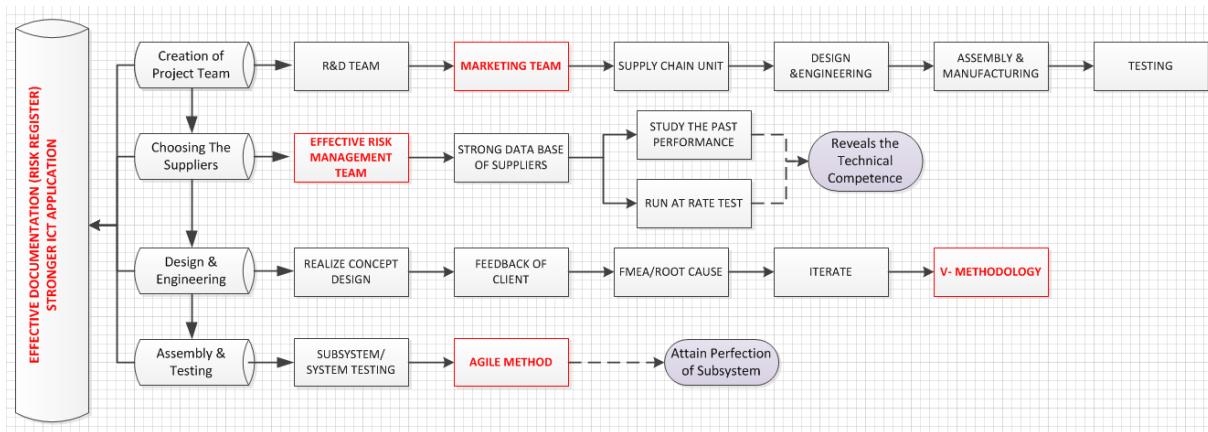 EFFECTIVE DOCUMENTATION (RISK REGISTER)
STRONGER ICT APPLICATION
Creation of
Project Team
R&D TEAM
MARKETING TEAM
SUPPLY CHAIN UNIT
DESIGN
&ENGINEERING
ASSEMBLY &
MANUFACTURING
TESTING
Choosing The
Suppliers
EFFECTIVE RISK
MANAGEMENT
TEAM
STRONG DATA BASE
OF SUPPLIERS
STUDY THE PAST
PERFORMANCE
RUN AT RATE TEST
Reveals the
Technical
Competence
Design &
Engineering
REALIZE CONCEPT
DESIGN
FEEDBACK OF
CLIENT
FMEA/ROOT CAUSE
ITERATE
V- METHODOLOGY
Assembly &
Testing
SUBSYSTEM/
SYSTEM TESTING
AGILE METHOD
Attain Perfection
of Subsystem